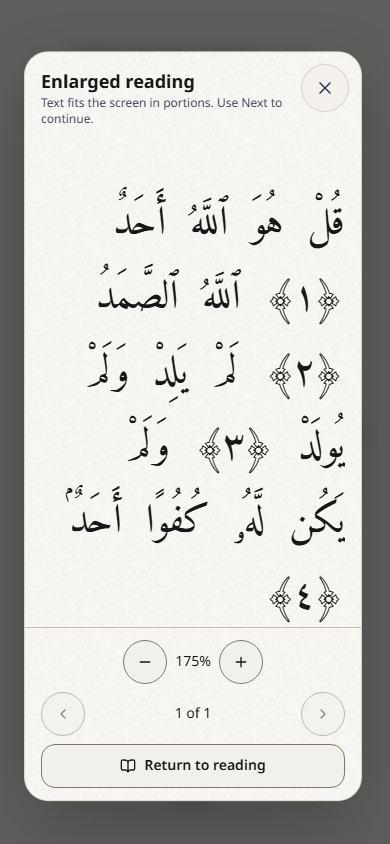 Enlarged reading
Text fits the screen in portions. Use Next to
continue.
قُلْ هُوَ ٱللَّهُ أَحَدٌ
﴿١﴾ ٱللَّهُ ٱلصَّمَدُ
﴿٢﴾ لَمْ يَلِدْ وَلَمْ
يُولَدْ ﴿٣﴾ وَلَمْ
يَكُن لَّهُۥ كُفُوًا أَحَدٌۢ
﴿٤﴾
− 175% +
1 of 1
Return to reading